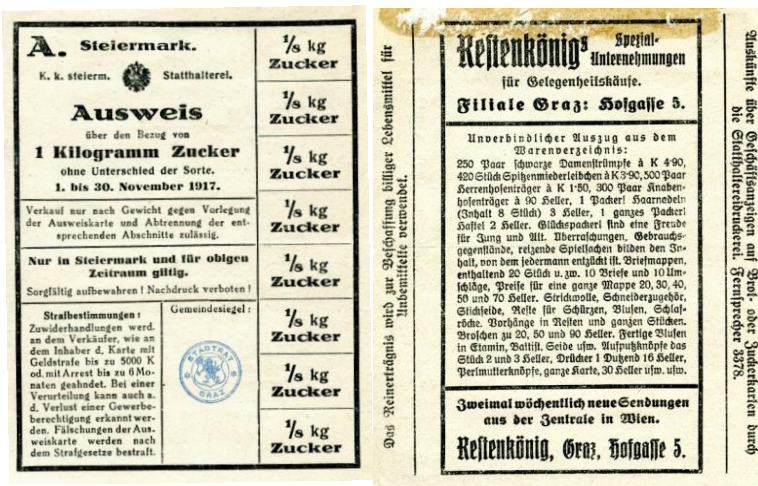 A. Steiermark.
K. k. steierm. Statthalterei.
Ausweis
über den Bezug von
1 Kilogramm Zucker
ohne Unterschied der Sorte.
1. bis 30. November 1917.
Verkauf nur nach Gewicht gegen Vorlegung
der Ausweiskarte und Abtrennung der ent-
sprechenden Abschnitte zulässig.
Nur in Steiermark und für obigen
Zeitraum giltig.
Sorgfältig aufbewahren! Nachdruck verboten!
Strafbestimmungen:
Zuwiderhandlungen werd.
an dem Verkäufer, wie an
dem Inhaber d. Karte mit
Geldstrafe bis zu 5000 K
od. mit Arrest bis zu 6 Mo-
naten geahndet. Bei einer
Verurteilung kann auch a.
d. Verlust einer Gewerbe-
berechtigung erkannt wer-
den. Fälschungen der Aus-
weiskarte werden nach
dem Strafgesetze bestraft.
Gemeindesiegel:
STADTRAT
GRAZ
1/8 kg
Zucker
1/8 kg
Zucker
1/8 kg
Zucker
1/8 kg
Zucker
1/8 kg
Zucker
1/8 kg
Zucker
1/8 kg
Zucker
1/8 kg
Zucker
Das Reinerträgnis wird zur Beschaffung billiger Lebensmittel für
Unbemittelte verwendet.
Restenkönigs Spezial-
Unternehmungen
für Gelegenheitskäufe.
Filiale Graz: Hofgasse 5.
Unverbindlicher Auszug aus dem
Warenverzeichnis:
250 Paar schwarze Damenstrümpfe à K 4·90,
420 Stück Spitzenmiederleibchen à K 3·90, 500 Paar
Herrenhosenträger à K 1·50, 300 Paar Knaben-
hosenträger à 90 Heller, 1 Packerl Haarnadeln
(Inhalt 8 Stück) 3 Heller, 1 ganzes Packerl
Haftel 2 Heller. Glückspackerl sind eine Freude
für Jung und Alt. Überraschungen, Gebrauchs-
gegenstände, reizende Spielsachen bilden den In-
halt, von dem jedermann entzückt ist. Briefmappen,
enthaltend 20 Stück u. zw. 10 Briefe und 10 Um-
schläge, Preise für eine ganze Mappe 20, 30, 40,
50 und 70 Heller. Strickwolle, Schneiderzugehör,
Stickseide, Reste für Schürzen, Blusen, Schlaf-
röcke. Vorhänge in Resten und ganzen Stücken.
Broschen zu 20, 50 und 90 Heller. Fertige Blusen
in Etamin, Battist, Seide usw. Aufputzknöpfe das
Stück 2 und 3 Heller, Drücker 1 Dutzend 16 Heller,
Perlmutterknöpfe, ganze Karte, 30 Heller usw. usw.
Zweimal wöchentlich neue Sendungen
aus der Zentrale in Wien.
Restenkönig, Graz, Hofgasse 5.
Auskünfte über Geschäftsanzeigen auf Brot- oder Zuckerkarten durch
die Statthaltereidruckerei. Fernsprecher 3378.